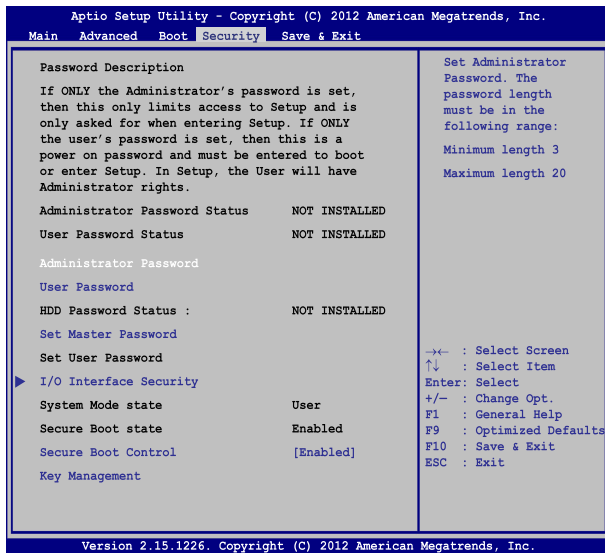 Aptio Setup Utility - Copyright (C) 2012 American Megatrends, Inc.
Main Advanced Boot Security Save & Exit
Password Description
If ONLY the Administrator's password is set,
then this only limits access to Setup and is
only asked for when entering Setup. If ONLY
the user's password is set, then this is a
power on password and must be entered to boot
or enter Setup. In Setup, the User will have
Administrator rights.
Administrator Password Status NOT INSTALLED
User Password Status NOT INSTALLED
Administrator Password
User Password
HDD Password Status : NOT INSTALLED
Set Master Password
Set User Password
I/O Interface Security
System Mode state User
Secure Boot state Enabled
Secure Boot Control [Enabled]
Key Management
Set Administrator
Password. The
password length
must be in the
following range:
Minimum length 3
Maximum length 20
→← : Select Screen
↑↓ : Select Item
Enter: Select
+/— : Change Opt.
F1 : General Help
F9 : Optimized Defaults
F10 : Save & Exit
ESC : Exit
Version 2.15.1226. Copyright (C) 2012 American Megatrends, Inc.